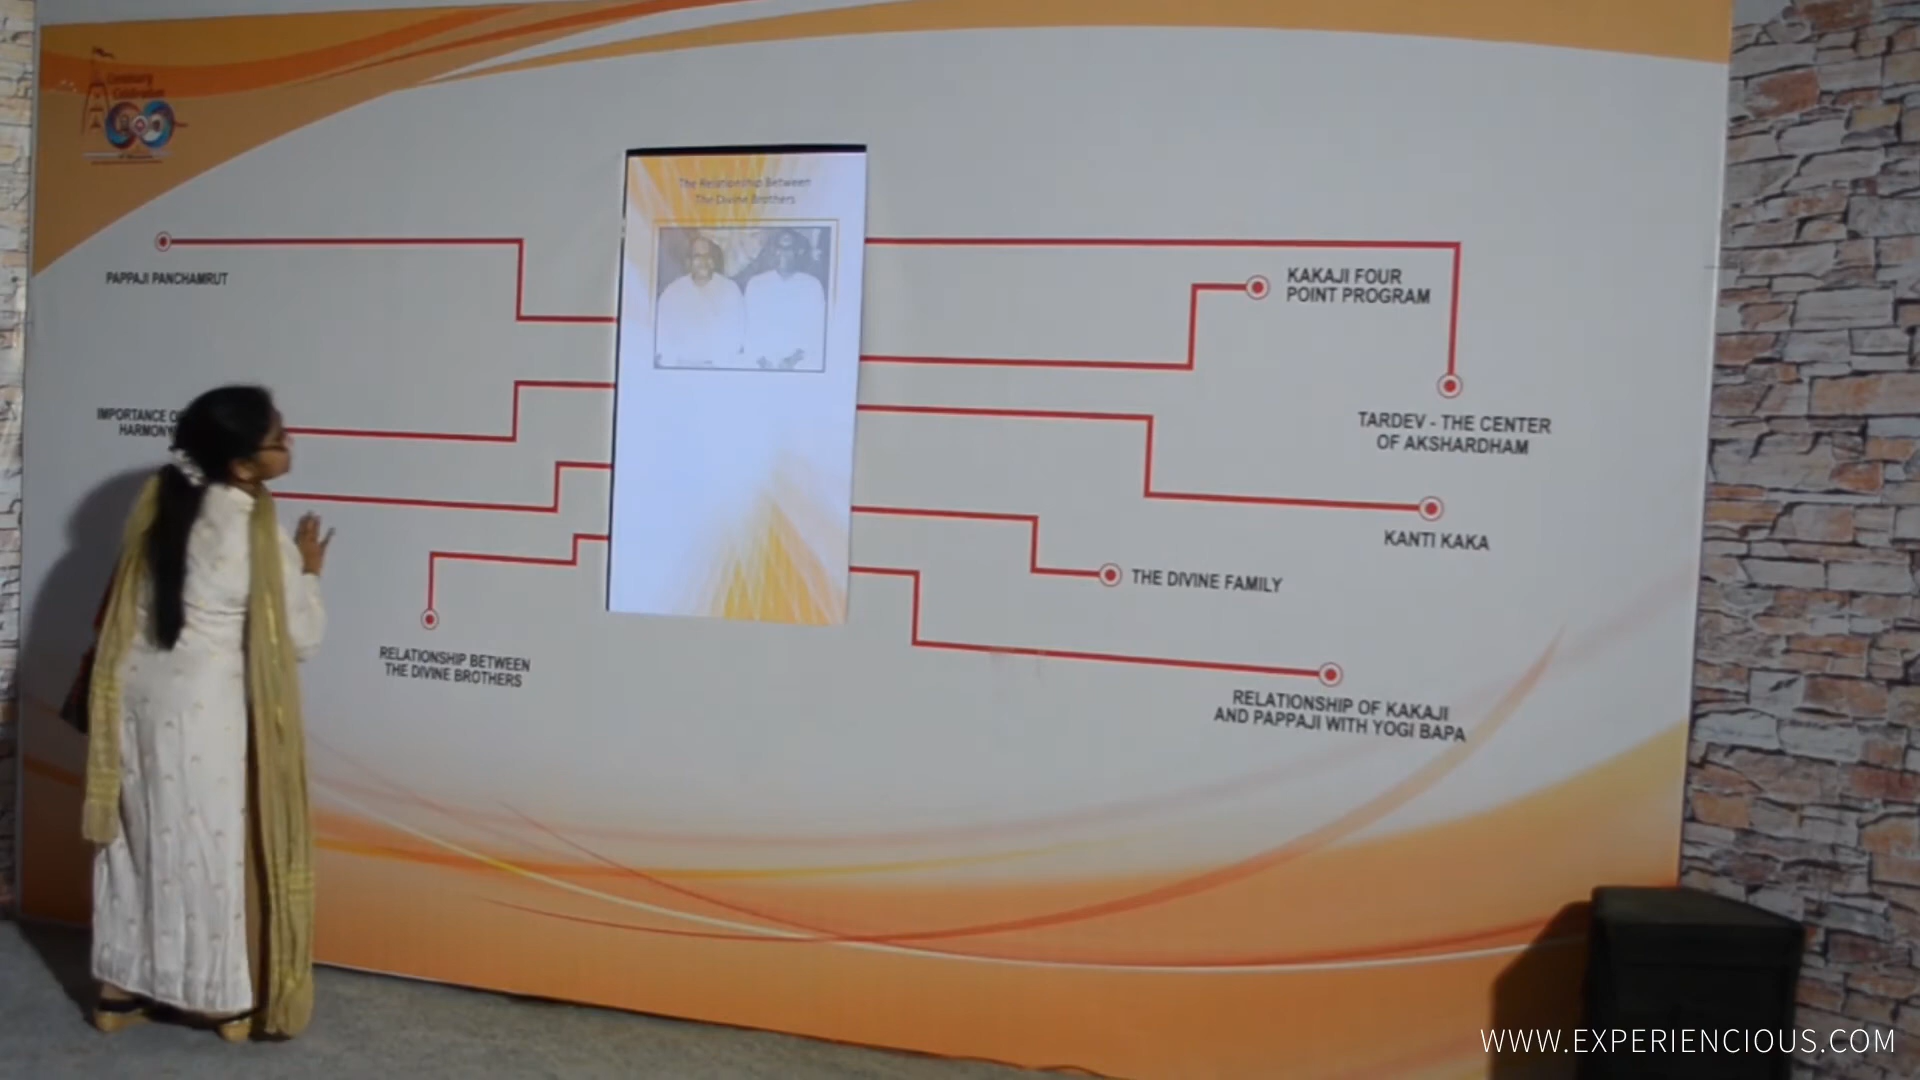 Century
Celebration
The Relationship Between
The Divine Brothers
PAPPAJI PANCHAMRUT
KAKAJI FOUR
POINT PROGRAM
IMPORTANCE
HARMONY
TARDEV - THE CENTER
OF AKSHARDHAM
KANTI KAKA
THE DIVINE FAMILY
RELATIONSHIP BETWEEN
THE DIVINE BROTHERS
RELATIONSHIP OF KAKAJI
AND PAPPAJI WITH YOGI BAPA
WWW.EXPERIENCIOUS.COM